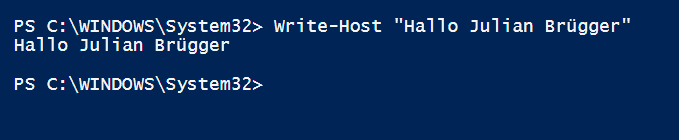 PS C:\WINDOWS\System32> Write-Host "Hallo Julian Brügger"
Hallo Julian Brügger
PS C:\WINDOWS\System32>